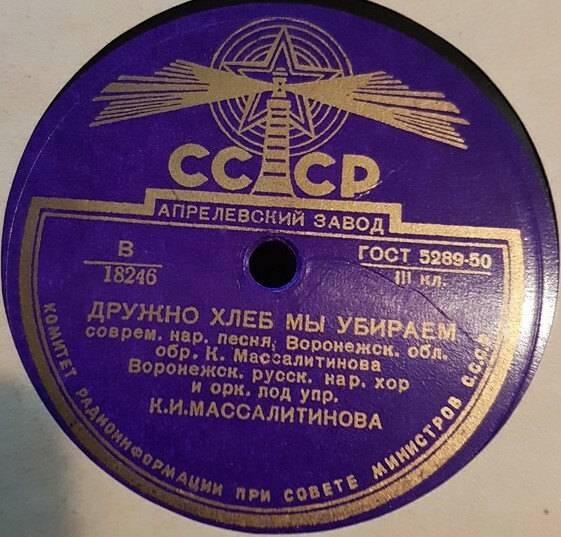 СССР
АПРЕЛЕВСКИЙ ЗАВОД
В
18246
ГОСТ 5289-50
III кл.
ДРУЖНО ХЛЕБ МЫ УБИРАЕМ
соврем. нар. песня, Воронежск. обл.
обр. К. Массалитинова
Воронежск. русск. нар. хор
и орк. под упр.
К.И.МАССАЛИТИНОВА
КОМИТЕТ РАДИОИНФОРМАЦИИ ПРИ СОВЕТЕ МИНИСТРОВ С.С.С.Р.